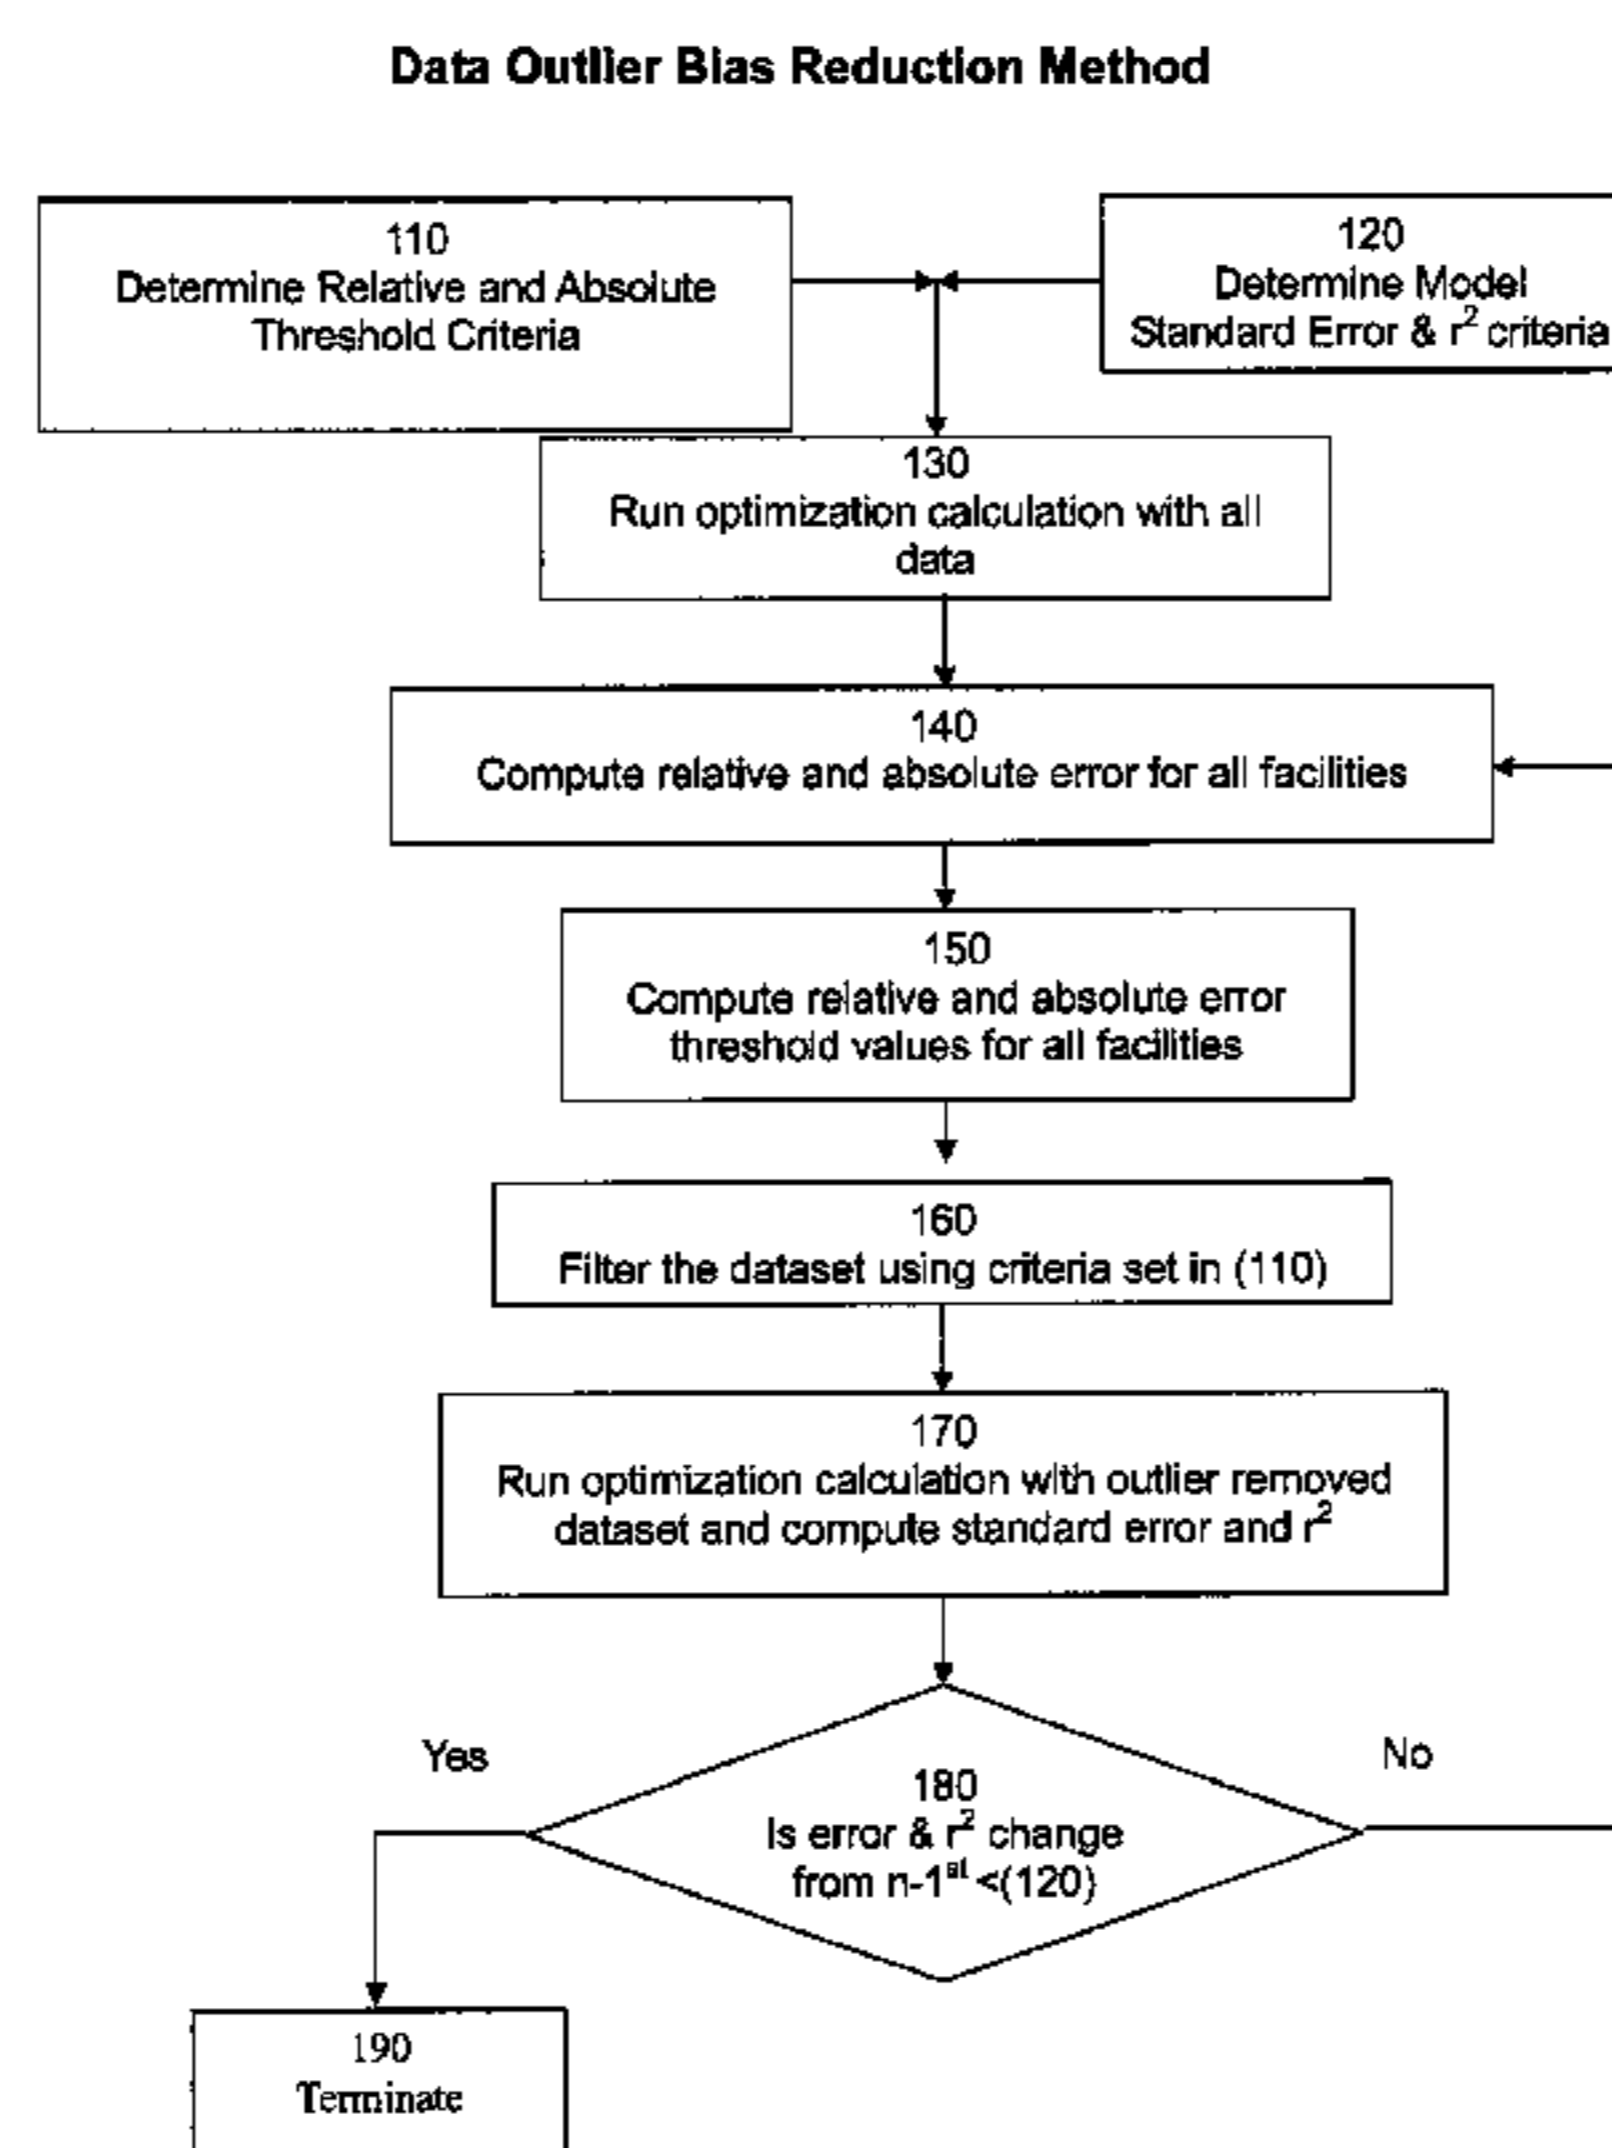 Data Outlier Bias Reduction Method
110
Determine Relative and Absolute
Threshold Criteria
120
Determine Model
Standard Error & r² criteria
130
Run optimization calculation with all
data
140
Compute relative and absolute error for all facilities
150
Compute relative and absolute error
threshold values for all facilities
160
Filter the dataset using criteria set in (110)
170
Run optimization calculation with outlier removed
dataset and compute standard error and r²
Yes
No
180
Is error & r² change
from n-1st <(120)
190
Terminate